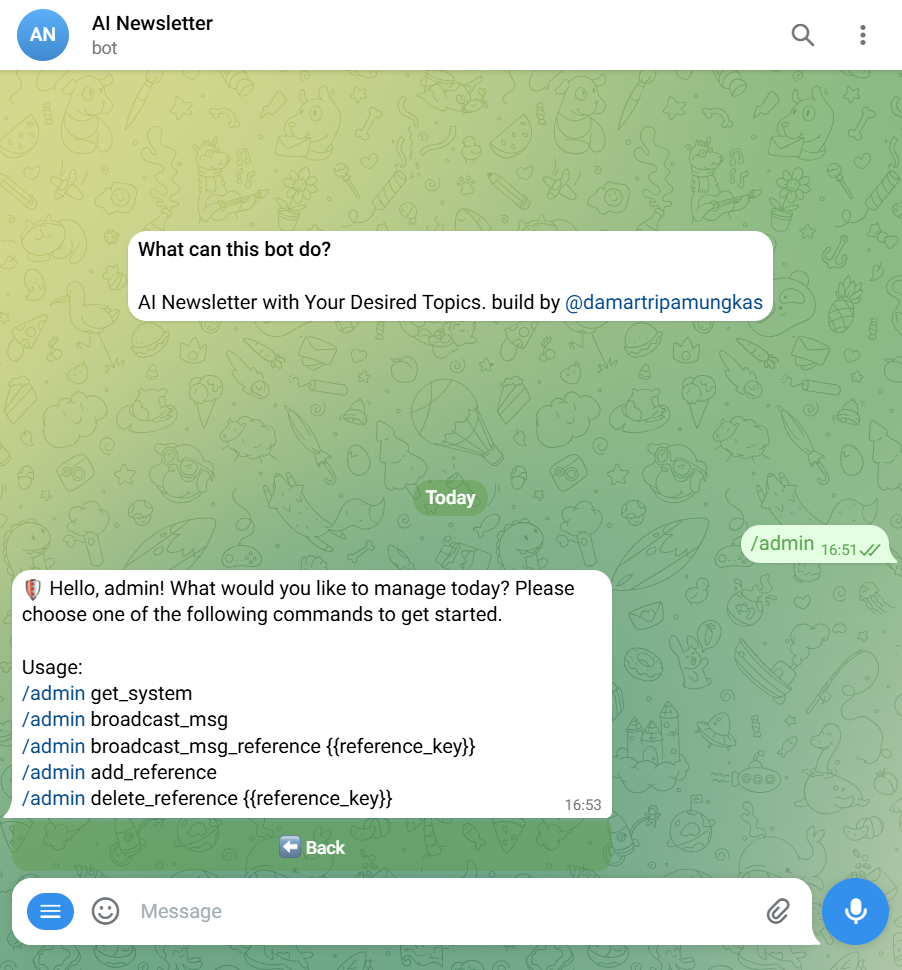 AN
AI Newsletter
bot
What can this bot do?
AI Newsletter with Your Desired Topics. build by @damartripamungkas
Today
/admin 16:51
Hello, admin! What would you like to manage today? Please
choose one of the following commands to get started.
Usage:
/admin get_system
/admin broadcast_msg
/admin broadcast_msg_reference {{reference_key}}
/admin add_reference
/admin delete_reference {{reference_key}}
16:53
Back
Message